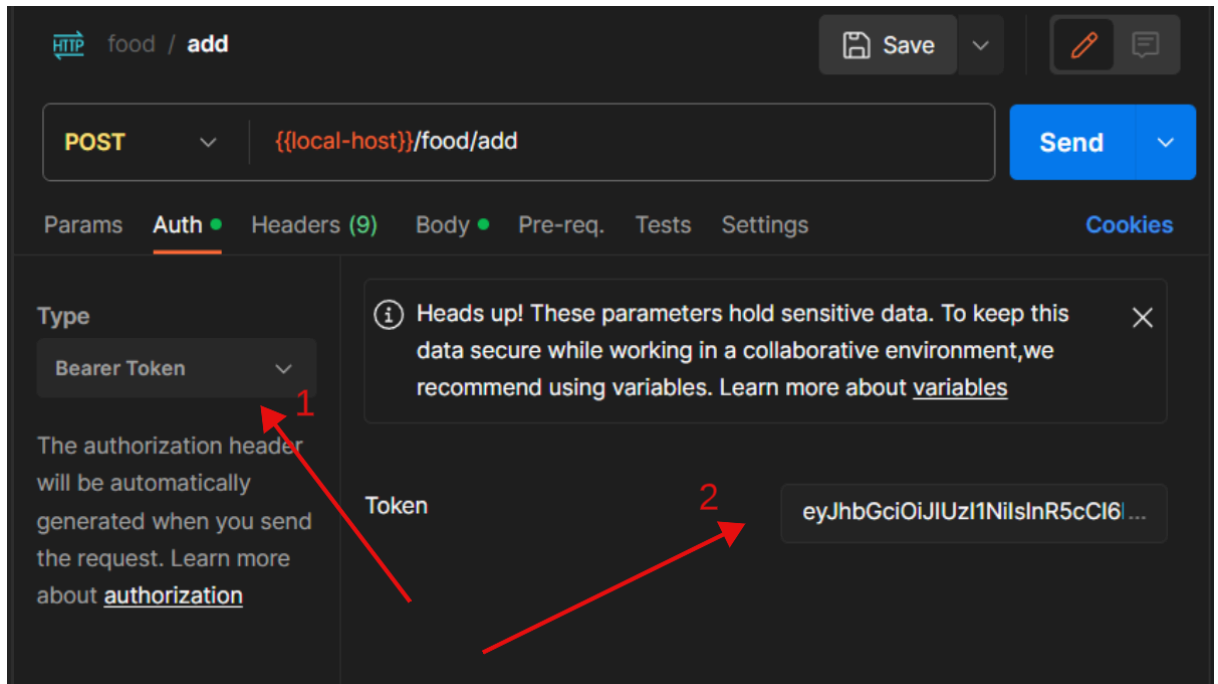 HTTP food / add Save
POST {{local-host}}/food/add Send
Params Auth Headers (9) Body Pre-req. Tests Settings Cookies
Type
Bearer Token
1
The authorization header
will be automatically
generated when you send
the request. Learn more
about authorization
Heads up! These parameters hold sensitive data. To keep this
data secure while working in a collaborative environment,we
recommend using variables. Learn more about variables
Token
2
eyJhbGciOiJIUzI1NiIsInR5cCI6I...